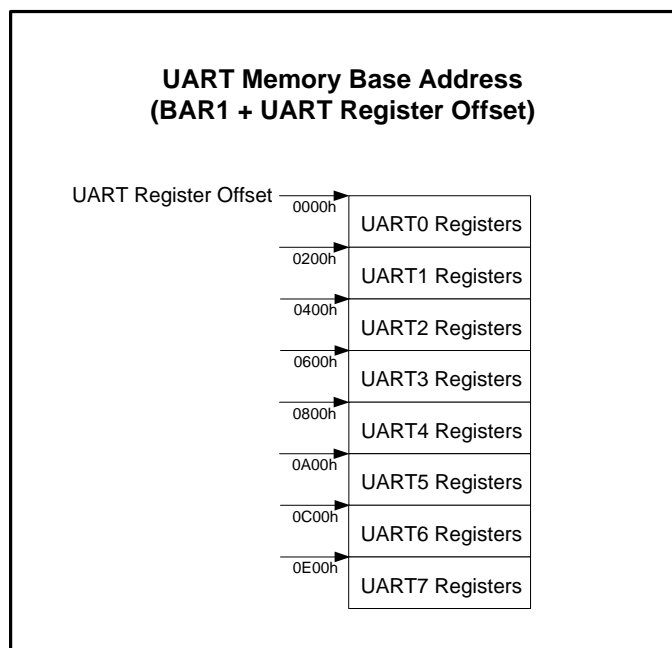 UART Memory Base Address
(BAR1 + UART Register Offset)
UART Register Offset
0000h
UART0 Registers
0200h
UART1 Registers
0400h
UART2 Registers
0600h
UART3 Registers
0800h
UART4 Registers
0A00h
UART5 Registers
0C00h
UART6 Registers
0E00h
UART7 Registers